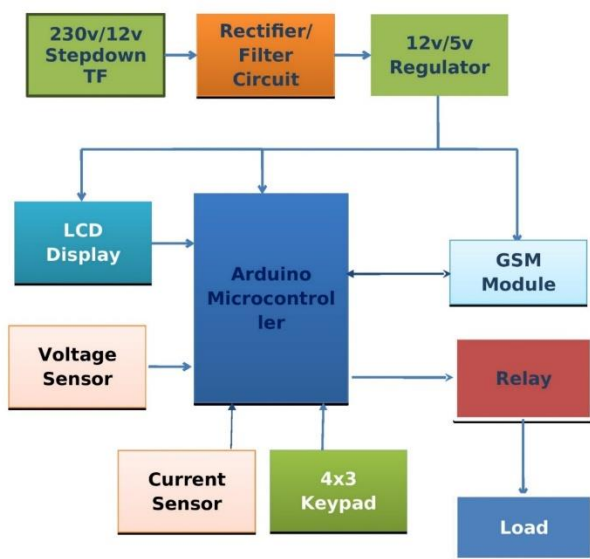 230v/12v
Stepdown
TF
Rectifier/
Filter
Circuit
12v/5v
Regulator
LCD
Display
Arduino
Microcontrol
ler
GSM
Module
Voltage
Sensor
Relay
Current
Sensor
4x3
Keypad
Load